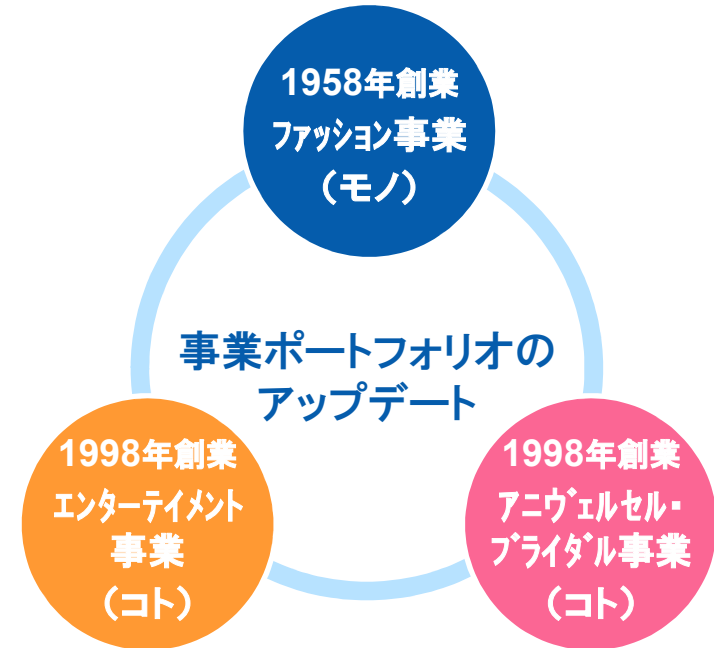 1958年創業
ﾌｧｯｼｮﾝ事業
（モノ）
事業ポートフォリオの
アップデート
1998年創業
ｴﾝﾀｰﾃｲﾒﾝﾄ
事業
（コト）
1998年創業
ｱﾆｳﾞｪﾙｾﾙ・
ﾌﾞﾗｲﾀﾞﾙ事業
（コト）